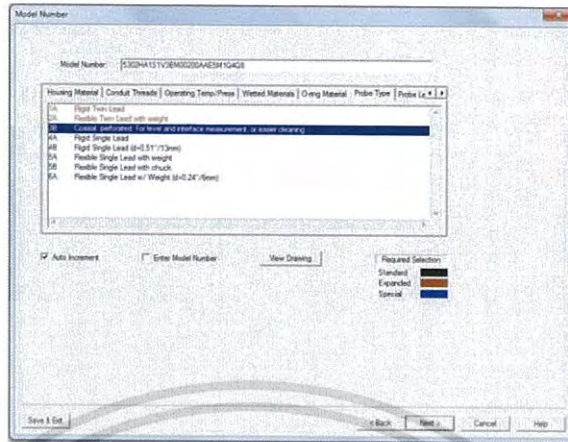 Model Number
Model Number:
Housing Material | Conduit Threads | Operating Temp/Press | Wetted Materials | O-ring Material | Probe Type | Probe Le
1A Rigid Twin Lead
2A Flexible Twin Lead with weight
3B Coaxial, perforated. For level and interface measurement, or easier cleaning
4A Rigid Single Lead
4B Rigid Single Lead (d=0.51"/13mm)
5A Flexible Single Lead with weight
5B Flexible Single Lead with chuck
6A Flexible Single Lead w/ Weight (d=0.24"/6mm)
Auto Increment
Enter Model Number
View Drawing
Required Selection
Standard
Expanded
Special
Save & Exit
< Back
Next >
Cancel
Help